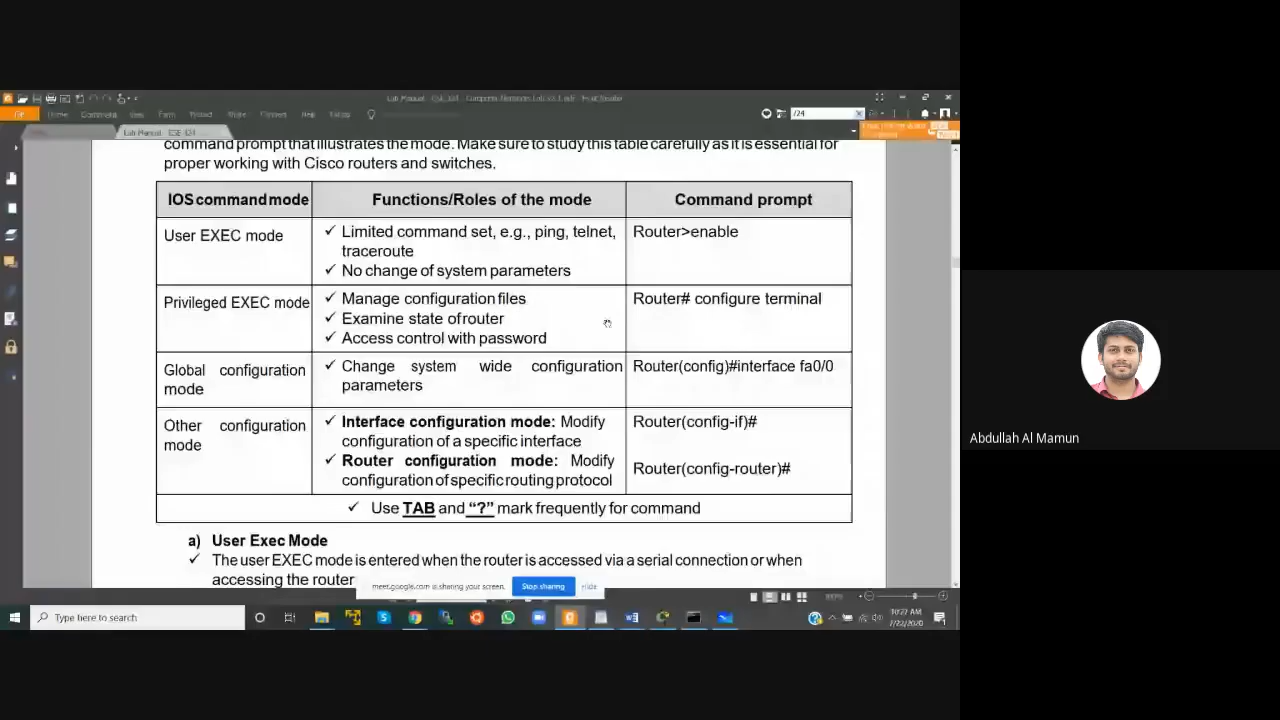 /24
command prompt that illustrates the mode. Make sure to study this table carefully as it is essential for
proper working with Cisco routers and switches.
IOS command mode
Functions/Roles of the mode
Command prompt
User EXEC mode
✓ Limited command set, e.g., ping, telnet,
traceroute
✓ No change of system parameters
Router>enable
Privileged EXEC mode
✓ Manage configuration files
✓ Examine state of router
✓ Access control with password
Router# configure terminal
Global configuration
mode
✓ Change system wide configuration
parameters
Router(config)#interface fa0/0
Other configuration
mode
✓ Interface configuration mode: Modify
configuration of a specific interface
✓ Router configuration mode: Modify
configuration of specific routing protocol
Router(config-if)#
Router(config-router)#
✓ Use TAB and “?” mark frequently for command
a) User Exec Mode
✓ The user EXEC mode is entered when the router is accessed via a serial connection or when
accessing the router
meet.google.com is sharing your screen.
Stop sharing
Hide
Type here to search
10:27 AM
7/22/2020
Abdullah Al Mamun